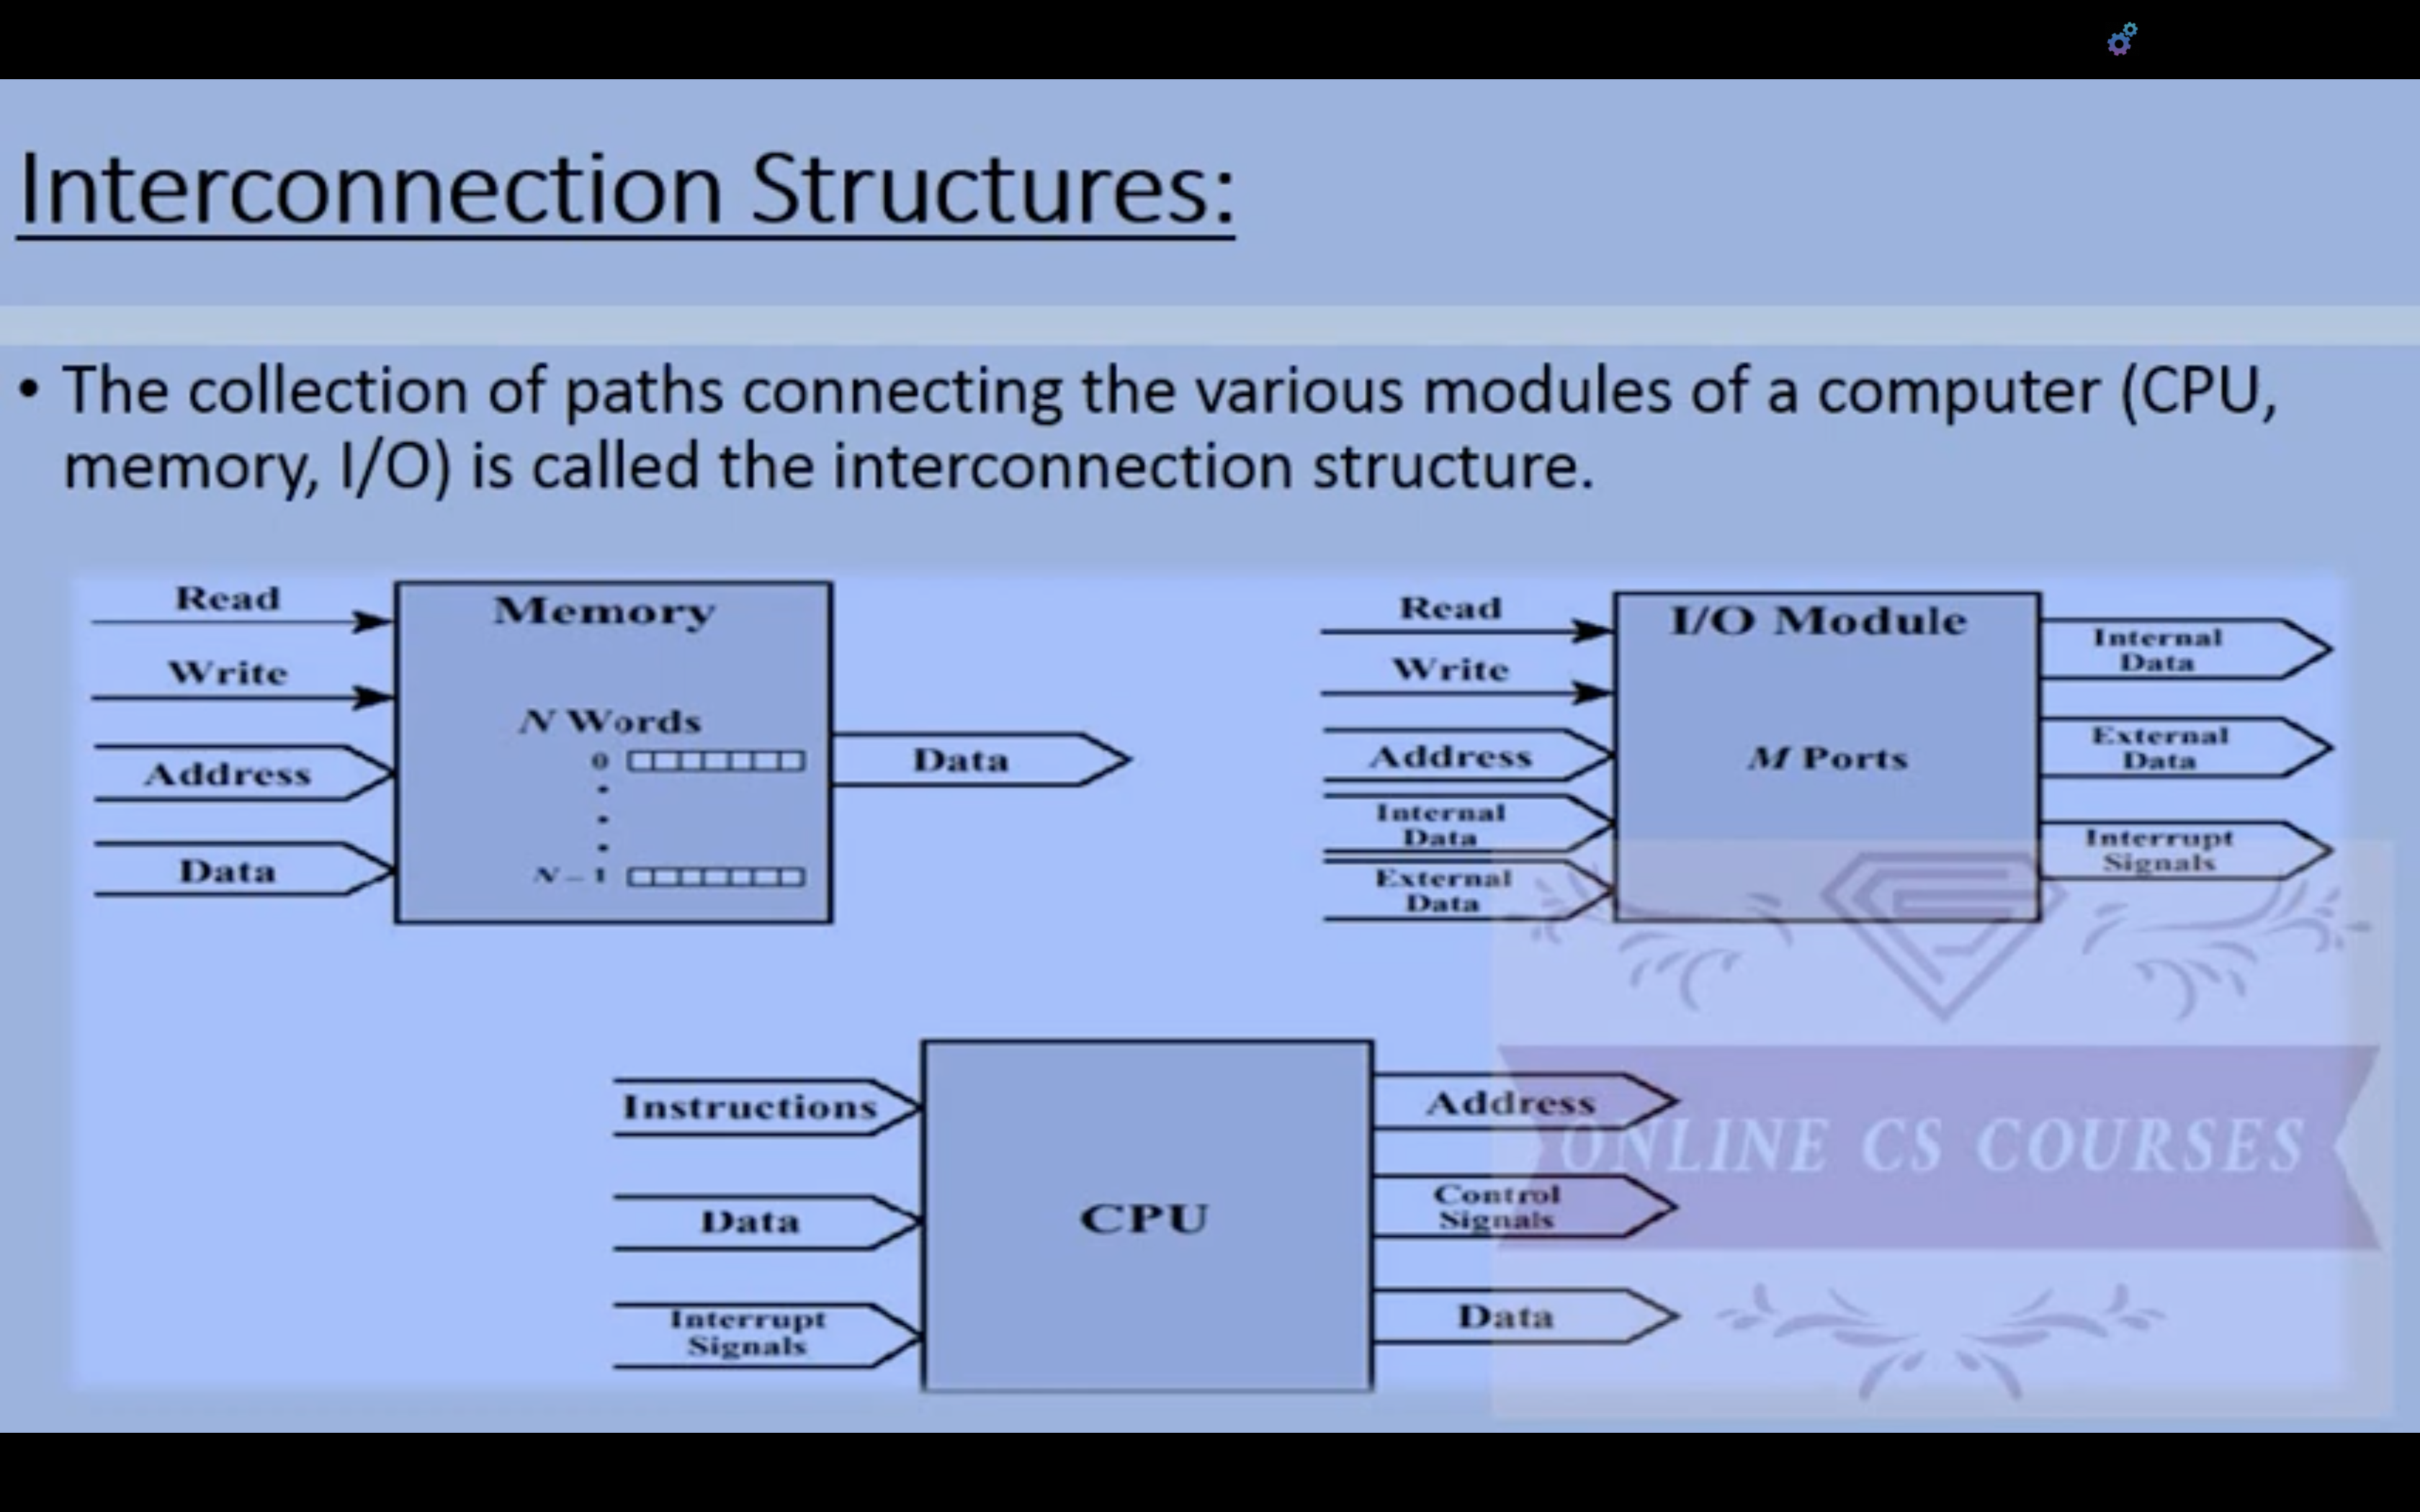 Interconnection Structures:
• The collection of paths connecting the various modules of a computer (CPU,
memory, I/O) is called the interconnection structure.
Read
Write
Address
Data
Memory
N Words
0
N – 1
Data
Read
Write
Address
Internal
Data
External
Data
I/O Module
M Ports
Internal
Data
External
Data
Interrupt
Signals
Instructions
Data
Interrupt
Signals
CPU
Address
Control
Signals
Data
ONLINE CS COURSES